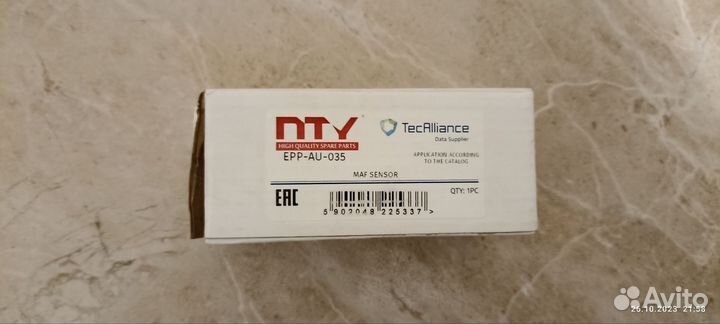 NTY
HIGH QUALITY SPARE PARTS
EPP-AU-035
TecAlliance
Data Supplier
APPLICATION ACCORDING
TO THE CATALOG
MAF SENSOR
EAC
QTY: 1PC
5 902048 225337 >
Avito
26.10.2023 21:58